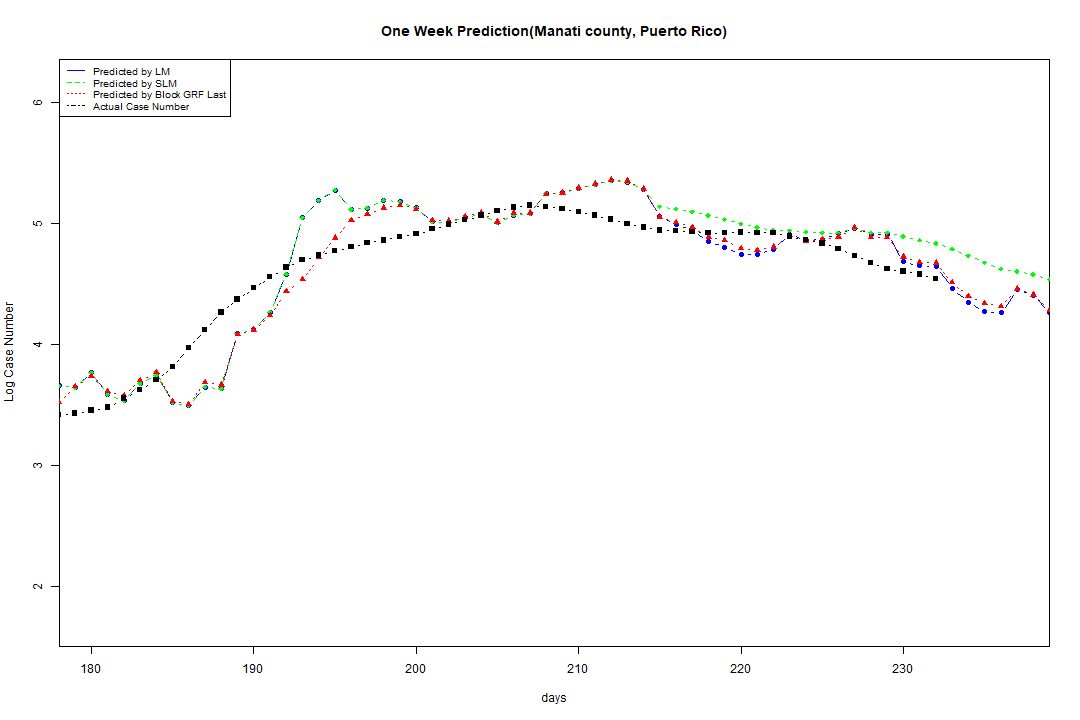 One Week Prediction(Manati county, Puerto Rico)
Predicted by LM
Predicted by SLM
Predicted by Block GRF Last
Actual Case Number
6
5
4
3
2
Log Case Number
180 190 200 210 220 230
days